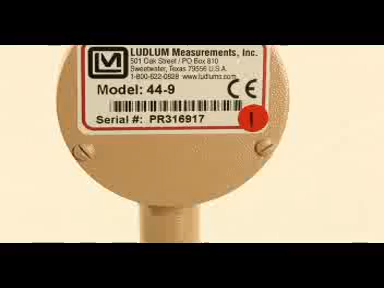 LM
LUDLUM Measurements, Inc.
501 Oak Street / PO Box 810
Sweetwater, Texas 79556 U.S.A.
1-800-622-0828 www.ludlums.com
Model: 44-9 CE
Serial #: PR316917
I